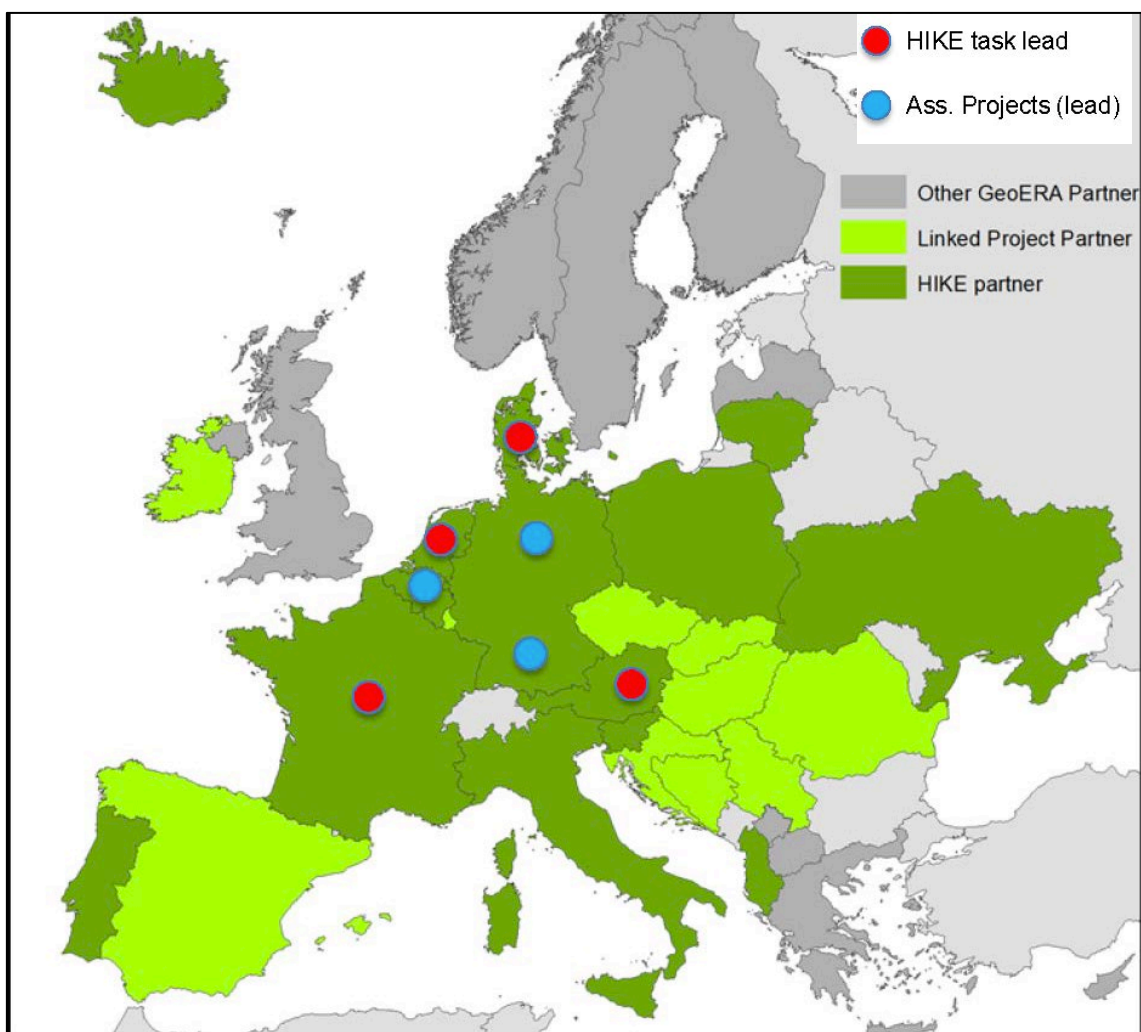 HIKE task lead
Ass. Projects (lead)
Other GeoERA Partner
Linked Project Partner
HIKE partner